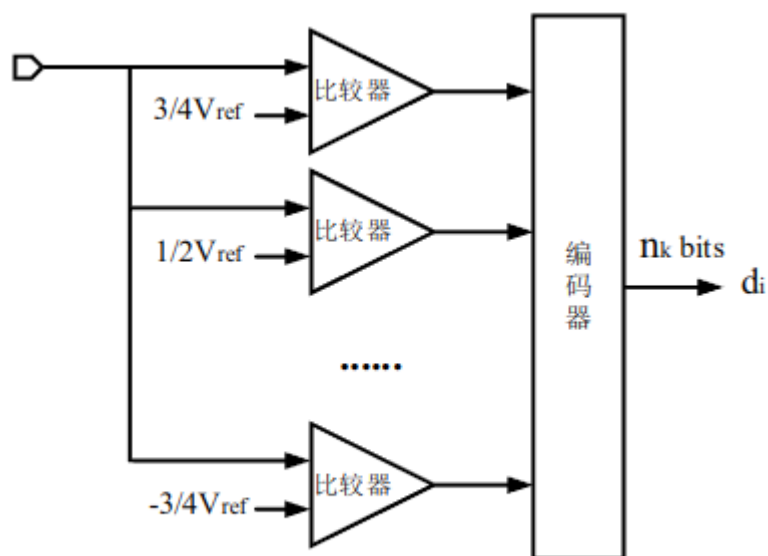 比较器
3/4Vref
比较器
1/2Vref
编码器
nk bits
di
......
比较器
-3/4Vref